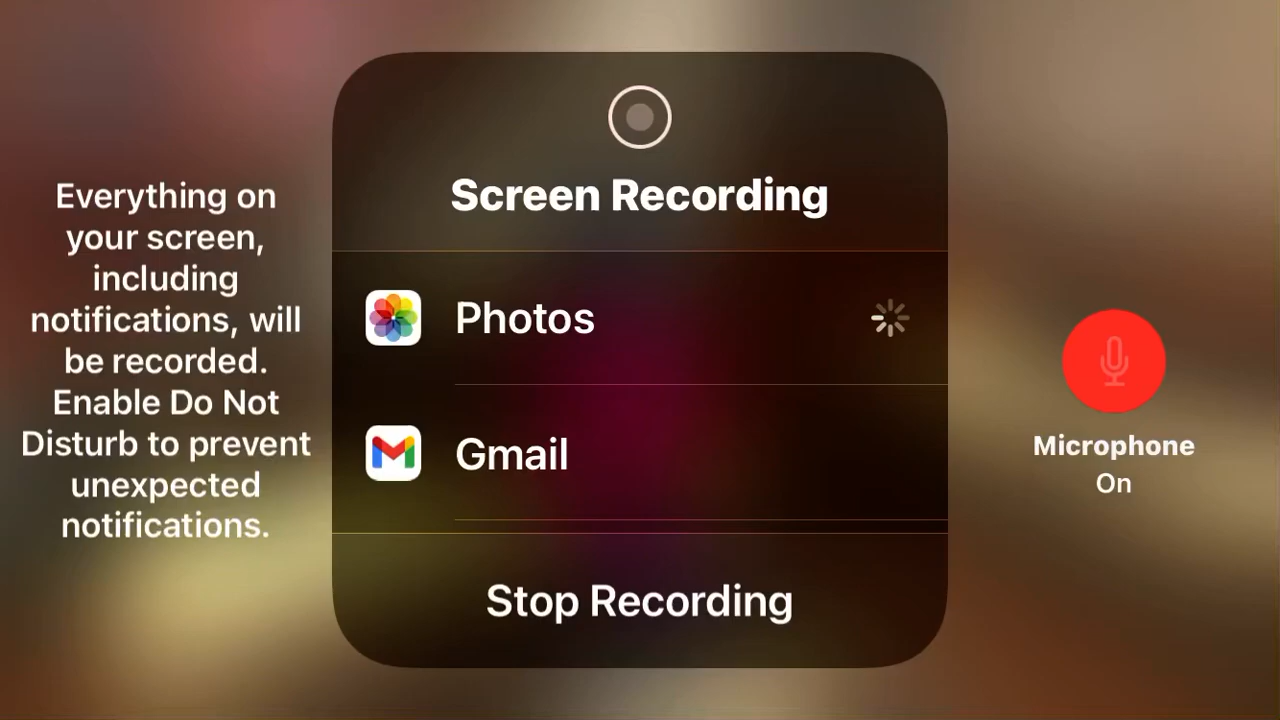 Everything on
your screen,
including
notifications, will
be recorded.
Enable Do Not
Disturb to prevent
unexpected
notifications.
Screen Recording
Photos
Gmail
Stop Recording
Microphone
On